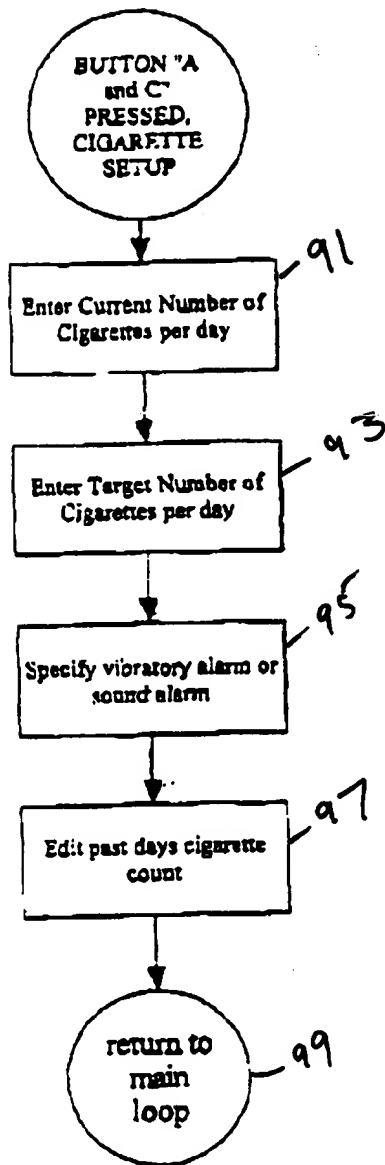 BUTTON "A
and C"
PRESSED,
CIGARETTE
SETUP
91
Enter Current Number of
Cigarettes per day
93
Enter Target Number of
Cigarettes per day
95
Specify vibratory alarm or
sound alarm
97
Edit past days cigarette
count
return to
main
loop
99